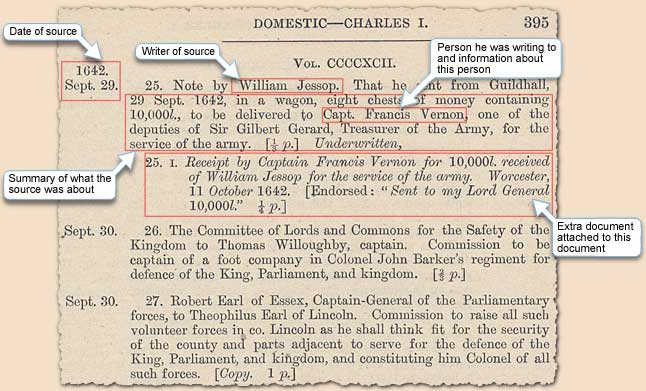 DOMESTIC—CHARLES I. 395
Date of source
Writer of source
Person he was writing to
and information about
this person
VOL. CCCCXCII.
1642.
Sept. 29.
25. Note by William Jessop. That he sent from Guildhall,
29 Sept. 1642, in a wagon, eight chests of money containing
10,000l., to be delivered to Capt. Francis Vernon, one of the
deputies of Sir Gilbert Gerard, Treasurer of the Army, for the
service of the army. [⅓ p.] Underwritten,
Summary of what the
source was about
25. I. Receipt by Captain Francis Vernon for 10,000l. received
of William Jessop for the service of the army. Worcester,
11 October 1642. [Endorsed: "Sent to my Lord General
10,000l." ¼ p.]
Extra document
attached to this
document
Sept. 30.
26. The Committee of Lords and Commons for the Safety of the
Kingdom to Thomas Willoughby, captain. Commission to be
captain of a foot company in Colonel John Barker's regiment for
defence of the King, Parliament, and kingdom. [⅔ p.]
Sept. 30.
27. Robert Earl of Essex, Captain-General of the Parliamentary
forces, to Theophilus Earl of Lincoln. Commission to raise all such
volunteer forces in co. Lincoln as he shall think fit for the security
of the county and parts adjacent to serve for the defence of the
King, Parliament, and kingdom, and constituting him Colonel of all
such forces. [Copy. 1 p.]